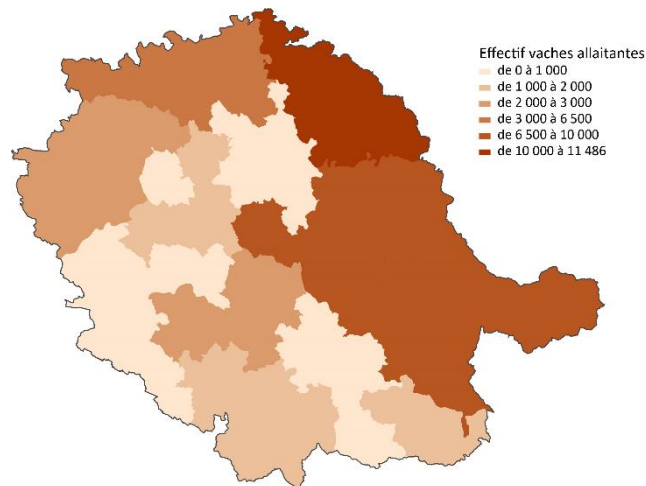 Effectif vaches allaitantes
de 0 à 1 000
de 1 000 à 2 000
de 2 000 à 3 000
de 3 000 à 6 500
de 6 500 à 10 000
de 10 000 à 11 486